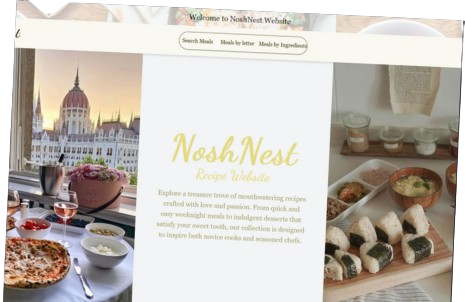 Welcome to NoshNest Website
Search Meals Meals by letter Meals by Ingredients
NoshNest
Recipe Website
Explore a treasure trove of mouthwatering recipes
crafted with love and passion. From quick and
easy weeknight meals to indulgent desserts that
satisfy your sweet tooth, our collection is designed
to inspire both novice cooks and seasoned chefs.